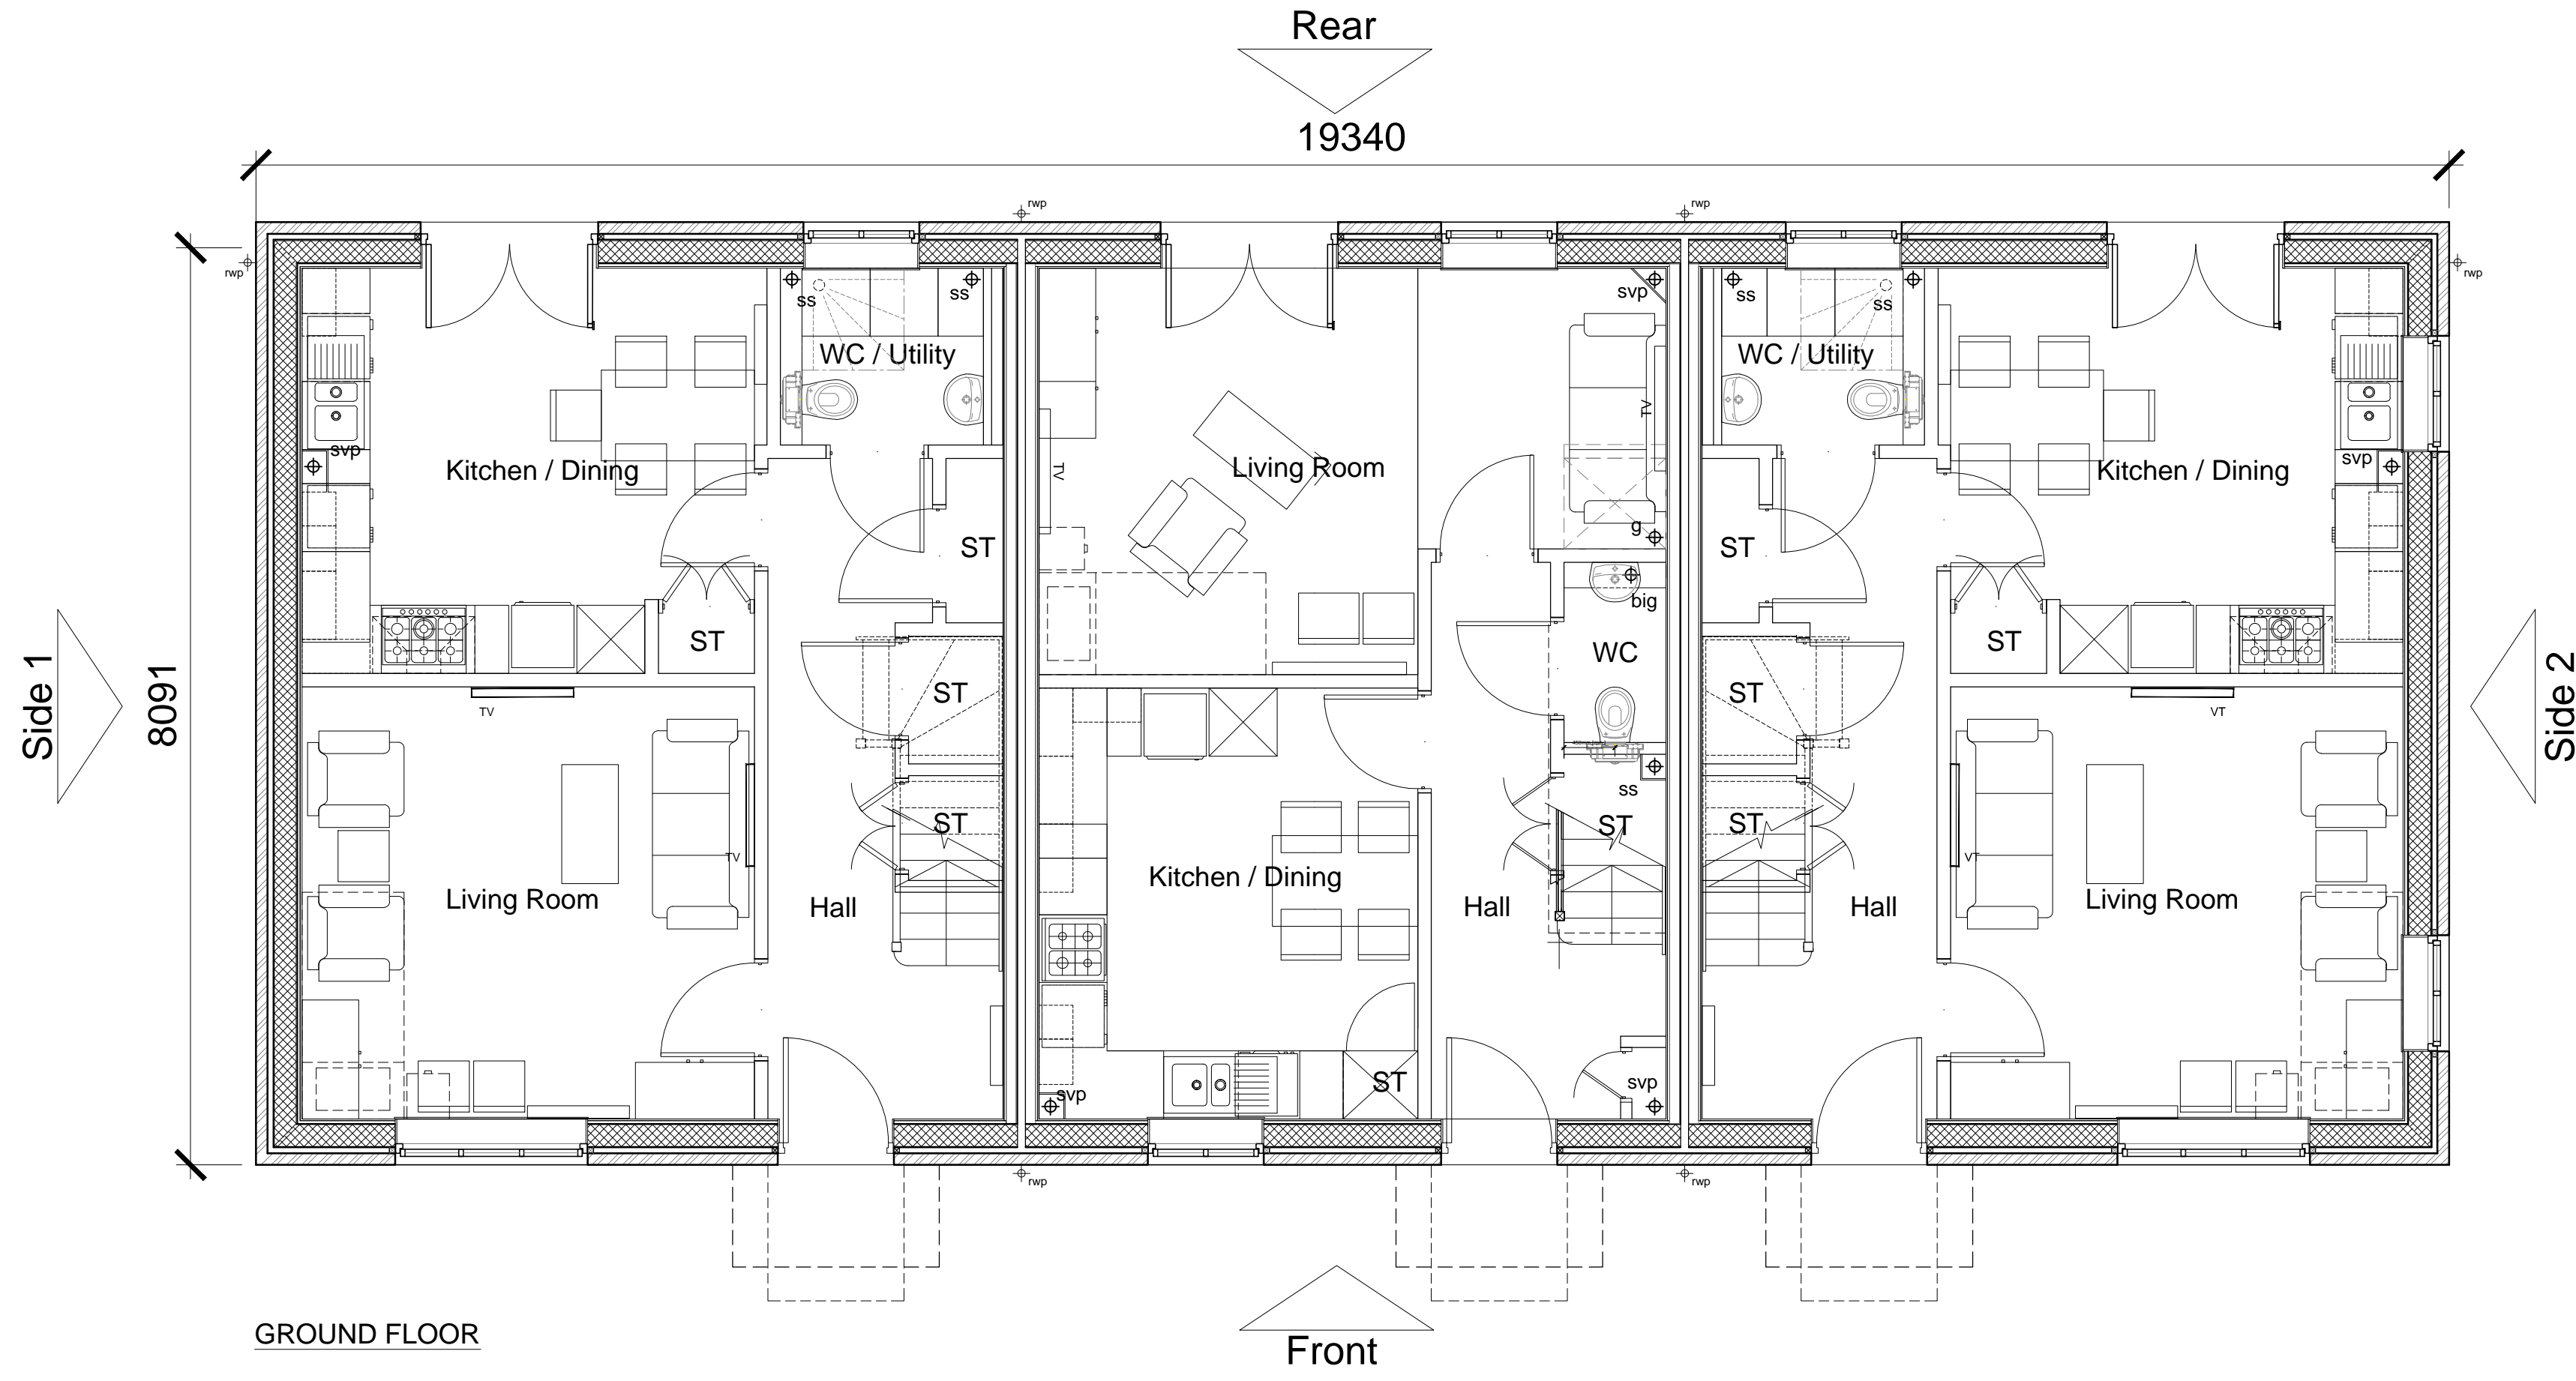 Rear
19340
rwp
rwp
rwp
rwp
ss
ss
svp
ss
ss
WC / Utility
WC / Utility
TV
svp
Kitchen / Dining
TV
Living Room
svp
Kitchen / Dining
g
ST
ST
big
ST
WC
ST
Side 1
8091
ST
ST
Side 2
TV
VT
ss
ST
ST
ST
TV
VT
Kitchen / Dining
Living Room
Hall
Hall
Hall
Living Room
svp
ST
svp
rwp
rwp
GROUND FLOOR
Front